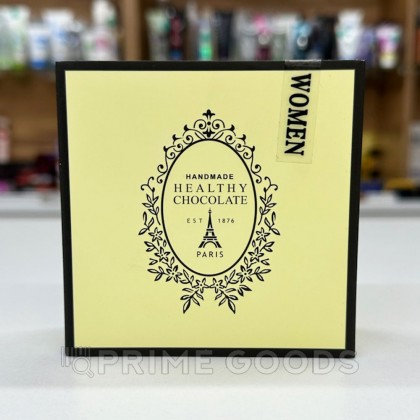 WOMEN
HANDMADE
HEALTHY
CHOCOLATE
EST 1876
PARIS
PRIME GOODS